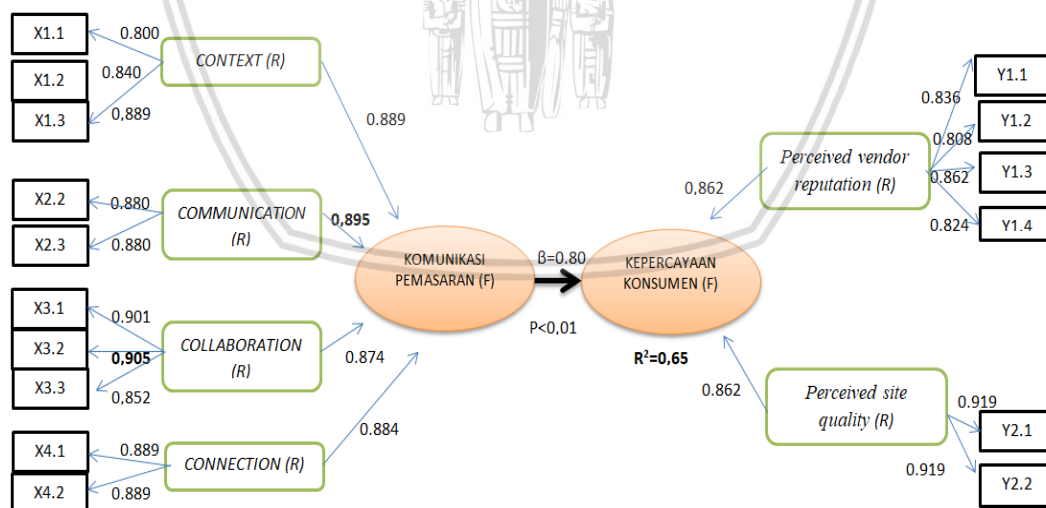 X1.1
X1.2
X1.3
0.800
0.840
0.889
CONTEXT (R)
0.889
X2.2
X2.3
0.880
0.880
COMMUNICATION
(R)
0,895
X3.1
X3.2
X3.3
0.901
0,905
0,852
COLLABORATION
(R)
0.874
X4.1
X4.2
0.889
0.889
CONNECTION (R)
0.884
KOMUNIKASI
PEMASARAN (F)
β=0.80
P<0,01
KEPERCAYAAN
KONSUMEN (F)
R²=0,65
0,862
Perceived vendor
reputation (R)
0.836
0.808
0.862
0.824
Y1.1
Y1.2
Y1.3
Y1.4
0.862
Perceived site
quality (R)
0.919
0.919
Y2.1
Y2.2